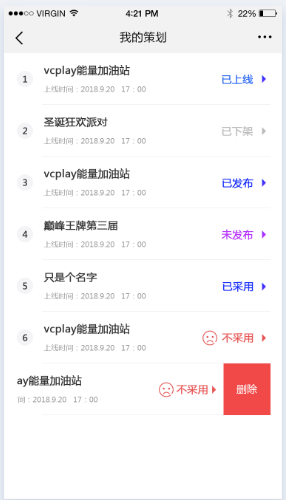 VIRGIN 4:21 PM 22%
我的策划
1 vcplay能量加油站 已上线
上线时间：2018.9.20 17：00
2 圣诞狂欢派对 已下架
上线时间：2018.9.20 17：00
3 vcplay能量加油站 已发布
上线时间：2018.9.20 17：00
4 巅峰王牌第三届 未发布
上线时间：2018.9.20 17：00
5 只是个名字 已采用
上线时间：2018.9.20 17：00
6 vcplay能量加油站 不采用
上线时间：2018.9.20 17：00
ay能量加油站 不采用 删除
间：2018.9.20 17：00